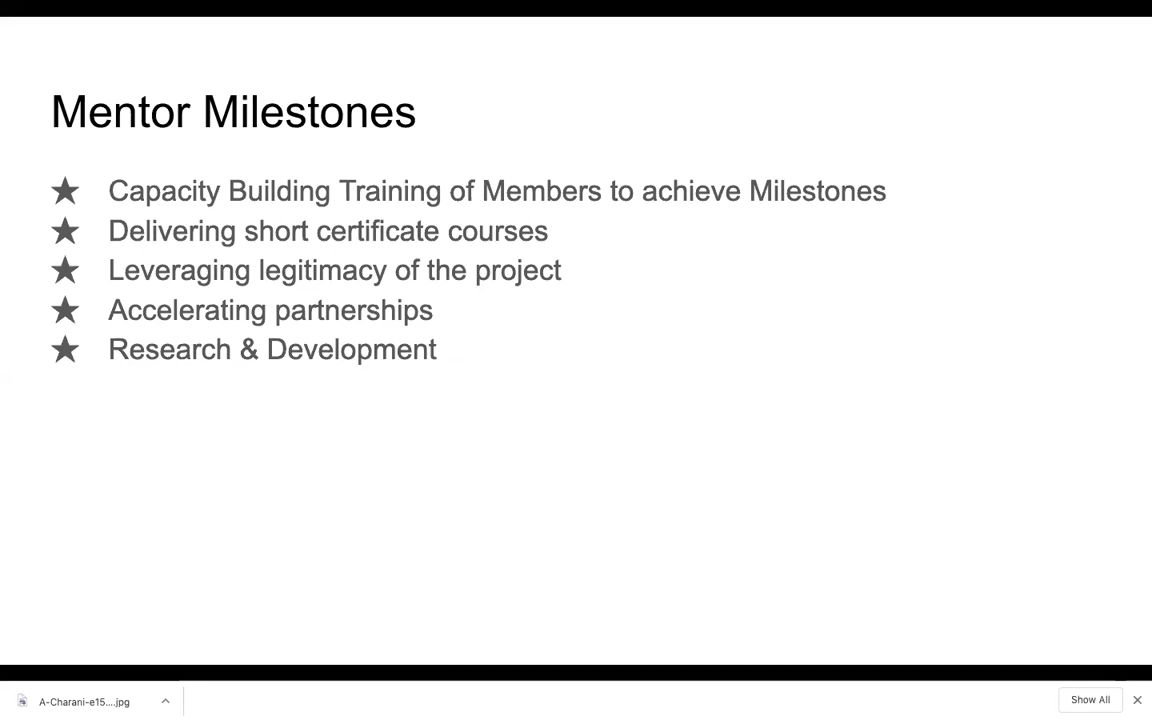 Mentor Milestones
★ Capacity Building Training of Members to achieve Milestones
★ Delivering short certificate courses
★ Leveraging legitimacy of the project
★ Accelerating partnerships
★ Research & Development
A-Charani-e15....jpg
Show All